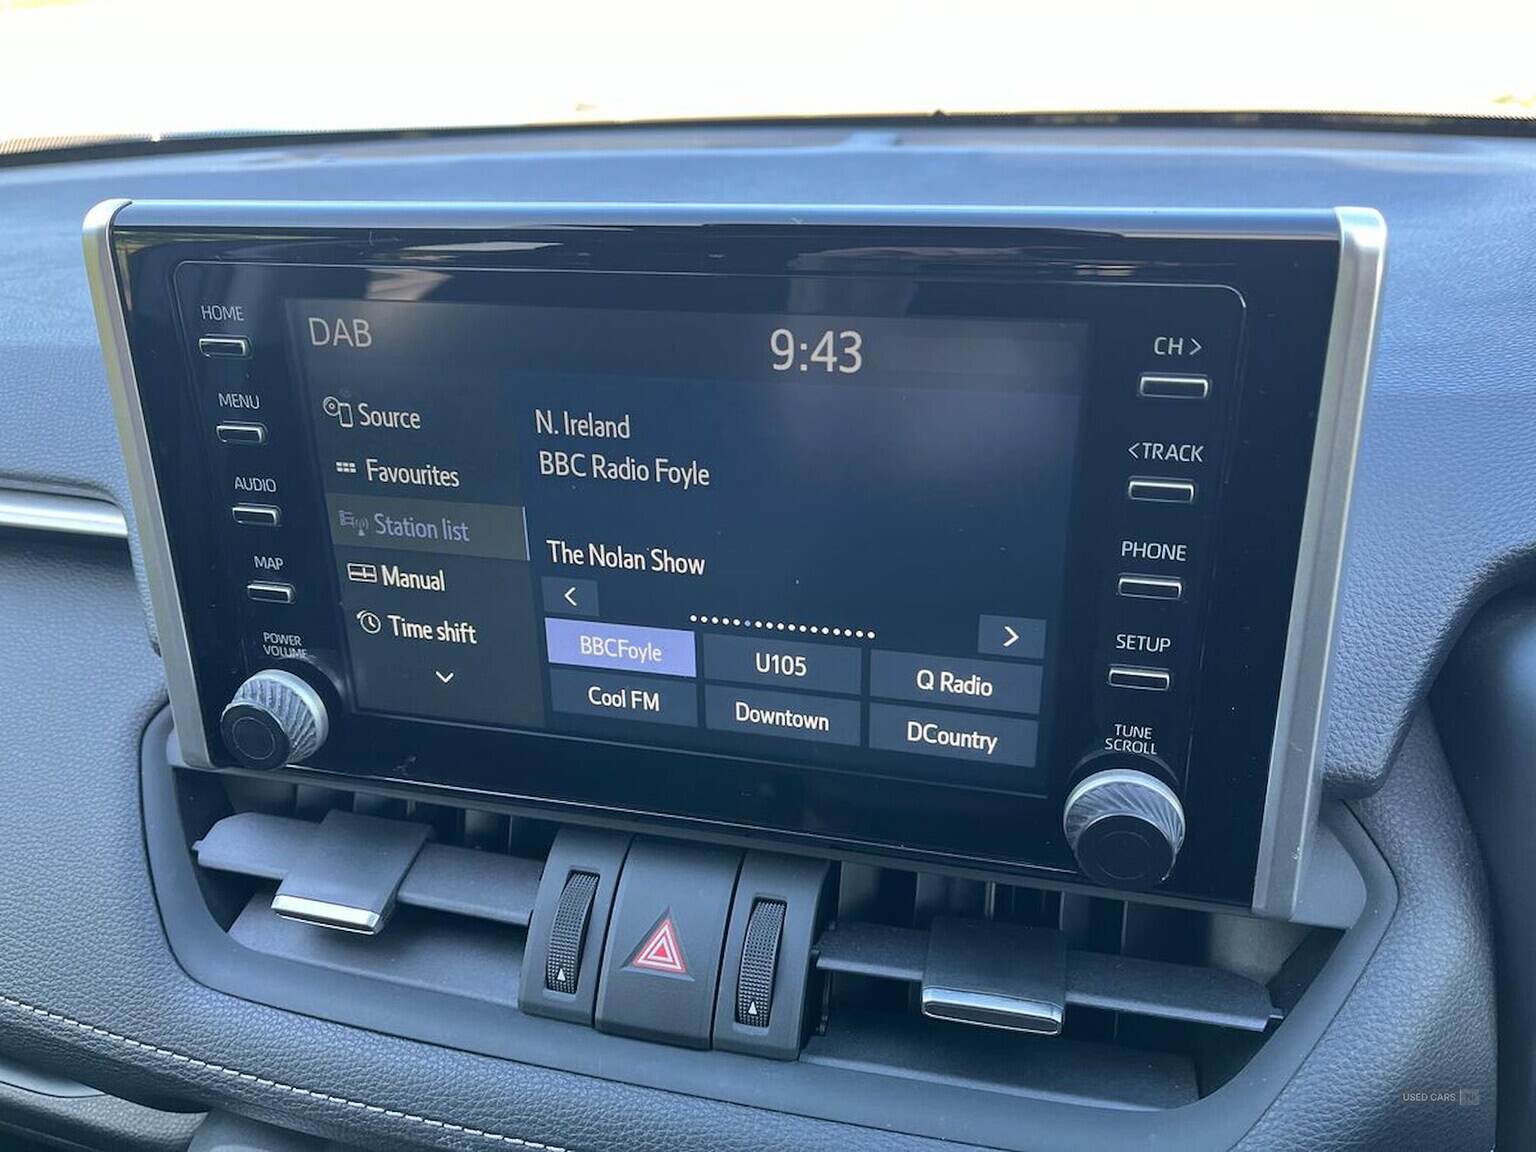 HOME
MENU
AUDIO
MAP
POWER
VOLUME
DAB
9:43
Source
Favourites
Station list
Manual
Time shift
N. Ireland
BBC Radio Foyle
The Nolan Show
<
>
BBCFoyle
U105
Q Radio
Cool FM
Downtown
DCountry
CH >
<TRACK
PHONE
SETUP
TUNE
SCROLL
USED CARS